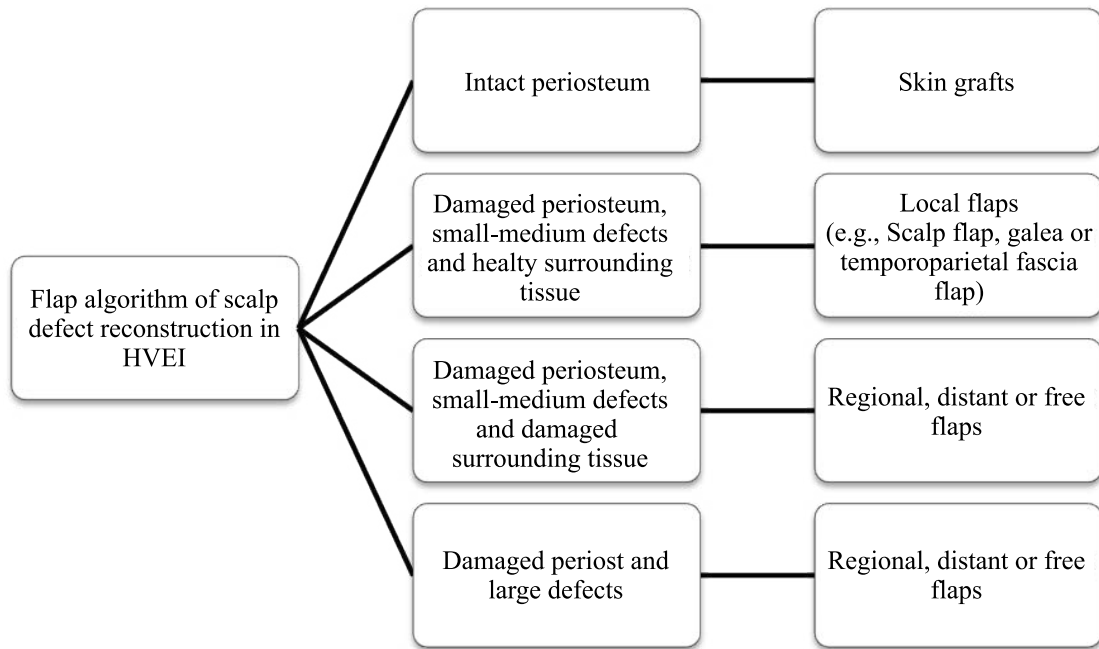 Flap algorithm of scalp
defect reconstruction in
HVEI
Intact periosteum
Skin grafts
Damaged periosteum,
small-medium defects
and healty surrounding
tissue
Local flaps
(e.g., Scalp flap, galea or
temporoparietal fascia
flap)
Damaged periosteum,
small-medium defects
and damaged
surrounding tissue
Regional, distant or free
flaps
Damaged periost and
large defects
Regional, distant or free
flaps